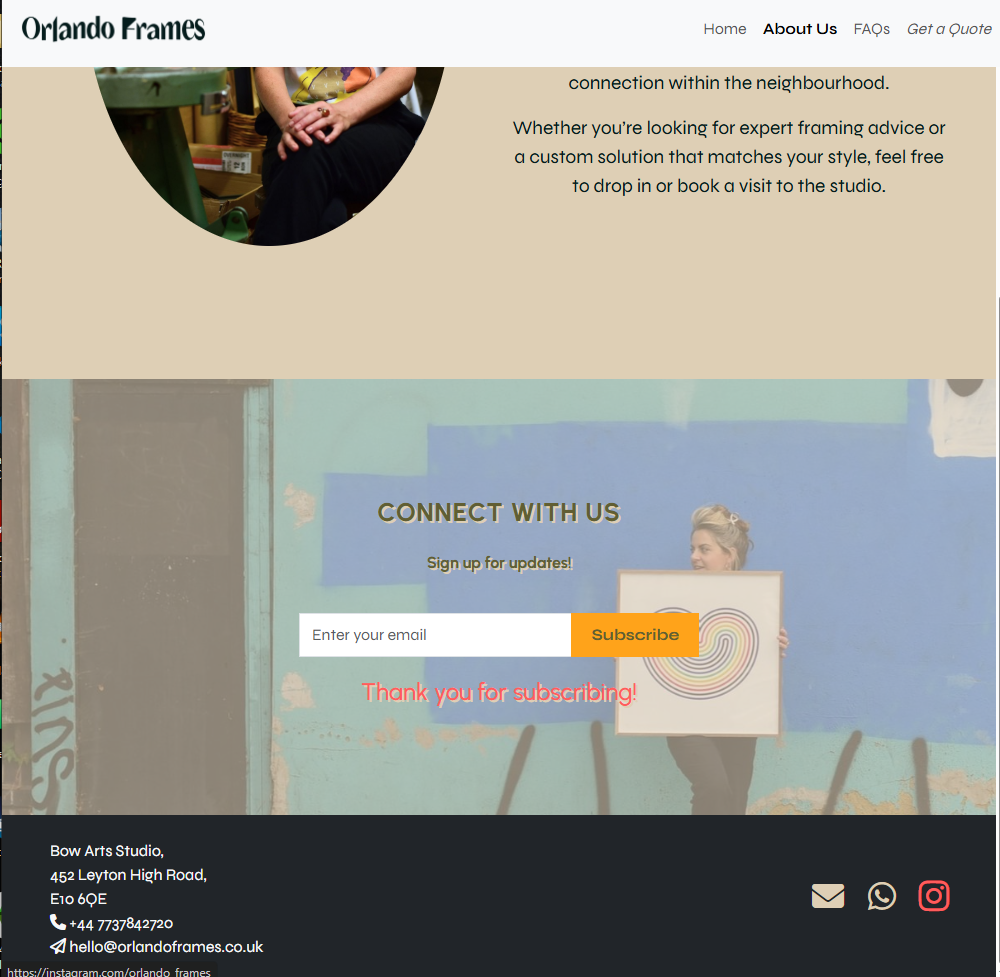 Orlando Frames
Home About Us FAQs Get a Quote
connection within the neighbourhood.
Whether you're looking for expert framing advice or
a custom solution that matches your style, feel free
to drop in or book a visit to the studio.
CONNECT WITH US
Sign up for updates!
Enter your email Subscribe
Thank you for subscribing!
Bow Arts Studio,
452 Leyton High Road,
E10 6QE
+44 7737842720
hello@orlandoframes.co.uk
https://instagram.com/orlando_frames